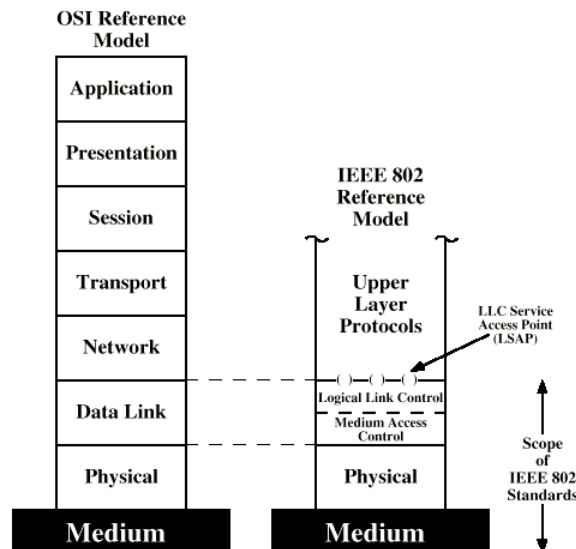 OSI Reference
Model
Application
Presentation
Session
Transport
Network
Data Link
Physical
Medium
IEEE 802
Reference
Model
Upper
Layer
Protocols
LLC Service
Access Point
(LSAP)
Logical Link Control
Medium Access
Control
Physical
Medium
Scope
of
IEEE 802
Standards